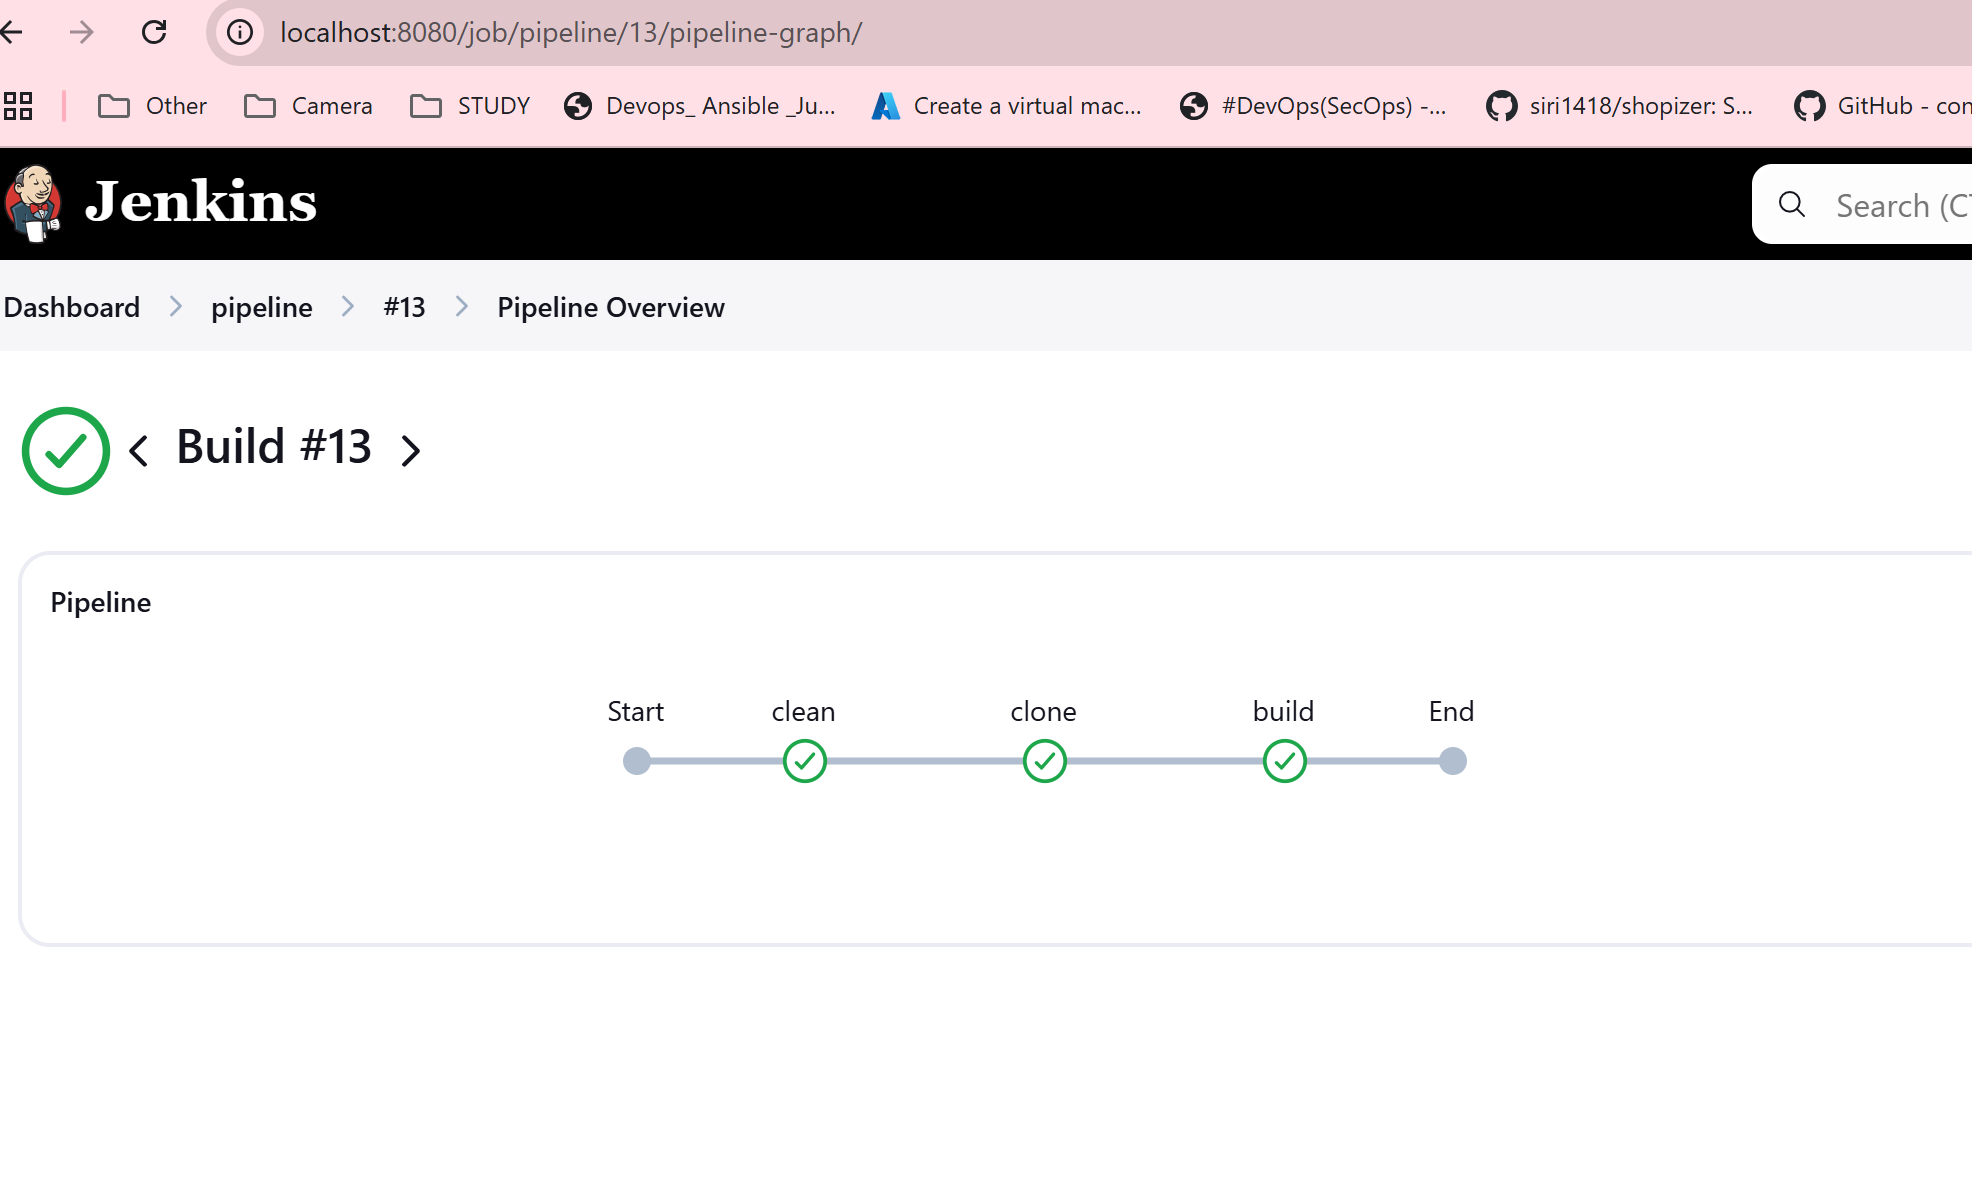 localhost:8080/job/pipeline/13/pipeline-graph/
Other Camera STUDY Devops_ Ansible _Ju... Create a virtual mac... #DevOps(SecOps) -... siri1418/shopizer: S... GitHub - con
Jenkins Search (CT
Dashboard pipeline #13 Pipeline Overview
Build #13
Pipeline
Start clean clone build End